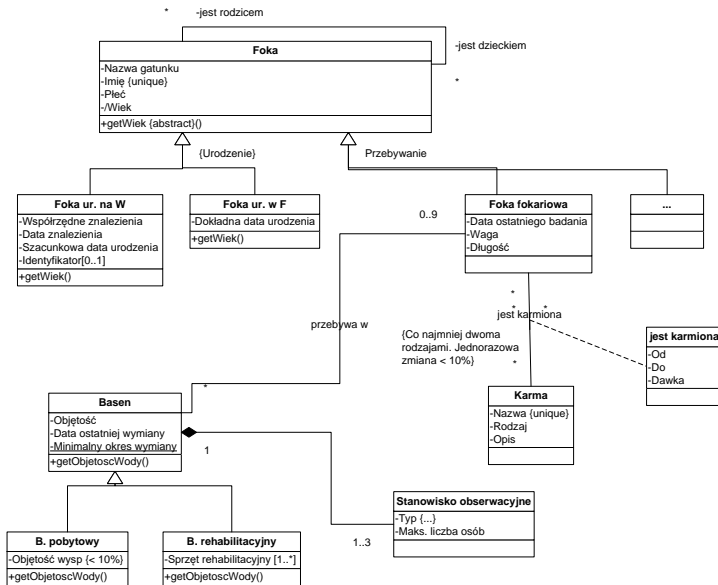 * -jest rodzicem
-jest dzieckiem
*
Foka
-Nazwa gatunku
-Imię {unique}
-Płeć
-/Wiek
+getWiek {abstract}()
{Urodzenie}
Przebywanie
Foka ur. na W
-Współrzędne znalezienia
-Data znalezienia
-Szacunkowa data urodzenia
-Identyfikator[0..1]
+getWiek()
Foka ur. w F
-Dokładna data urodzenia
+getWiek()
0..9
Foka fokariowa
-Data ostatniego badania
-Waga
-Długość
...
przebywa w
*
*
* *
jest karmiona
{Co najmniej dwoma
rodzajami. Jednorazowa
zmiana < 10%}
*
jest karmiona
-Od
-Do
-Dawka
Basen
-Objętość
-Data ostatniej wymiany
-Minimalny okres wymiany
+getObjetoscWody()
1
Karma
-Nazwa {unique}
-Rodzaj
-Opis
Stanowisko obserwacyjne
-Typ {...}
-Maks. liczba osób
1..3
B. pobytowy
-Objętość wysp {< 10%}
+getObjetoscWody()
B. rehabilitacyjny
-Sprzęt rehabilitacyjny [1..*]
+getObjetoscWody()